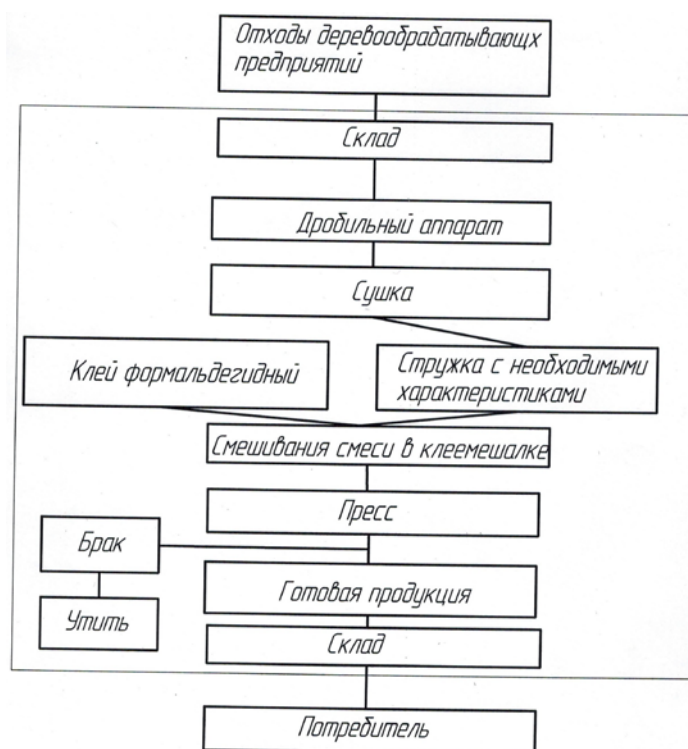 Отходы деревообрабатывающх
предприятий
Склад
Дробильный аппарат
Сушка
Клей формальдегидный
Стружка с необходимыми
характеристиками
Смешивания смеси в клеемешалке
Пресс
Брак
Готовая продукция
Утить
Склад
Потребитель